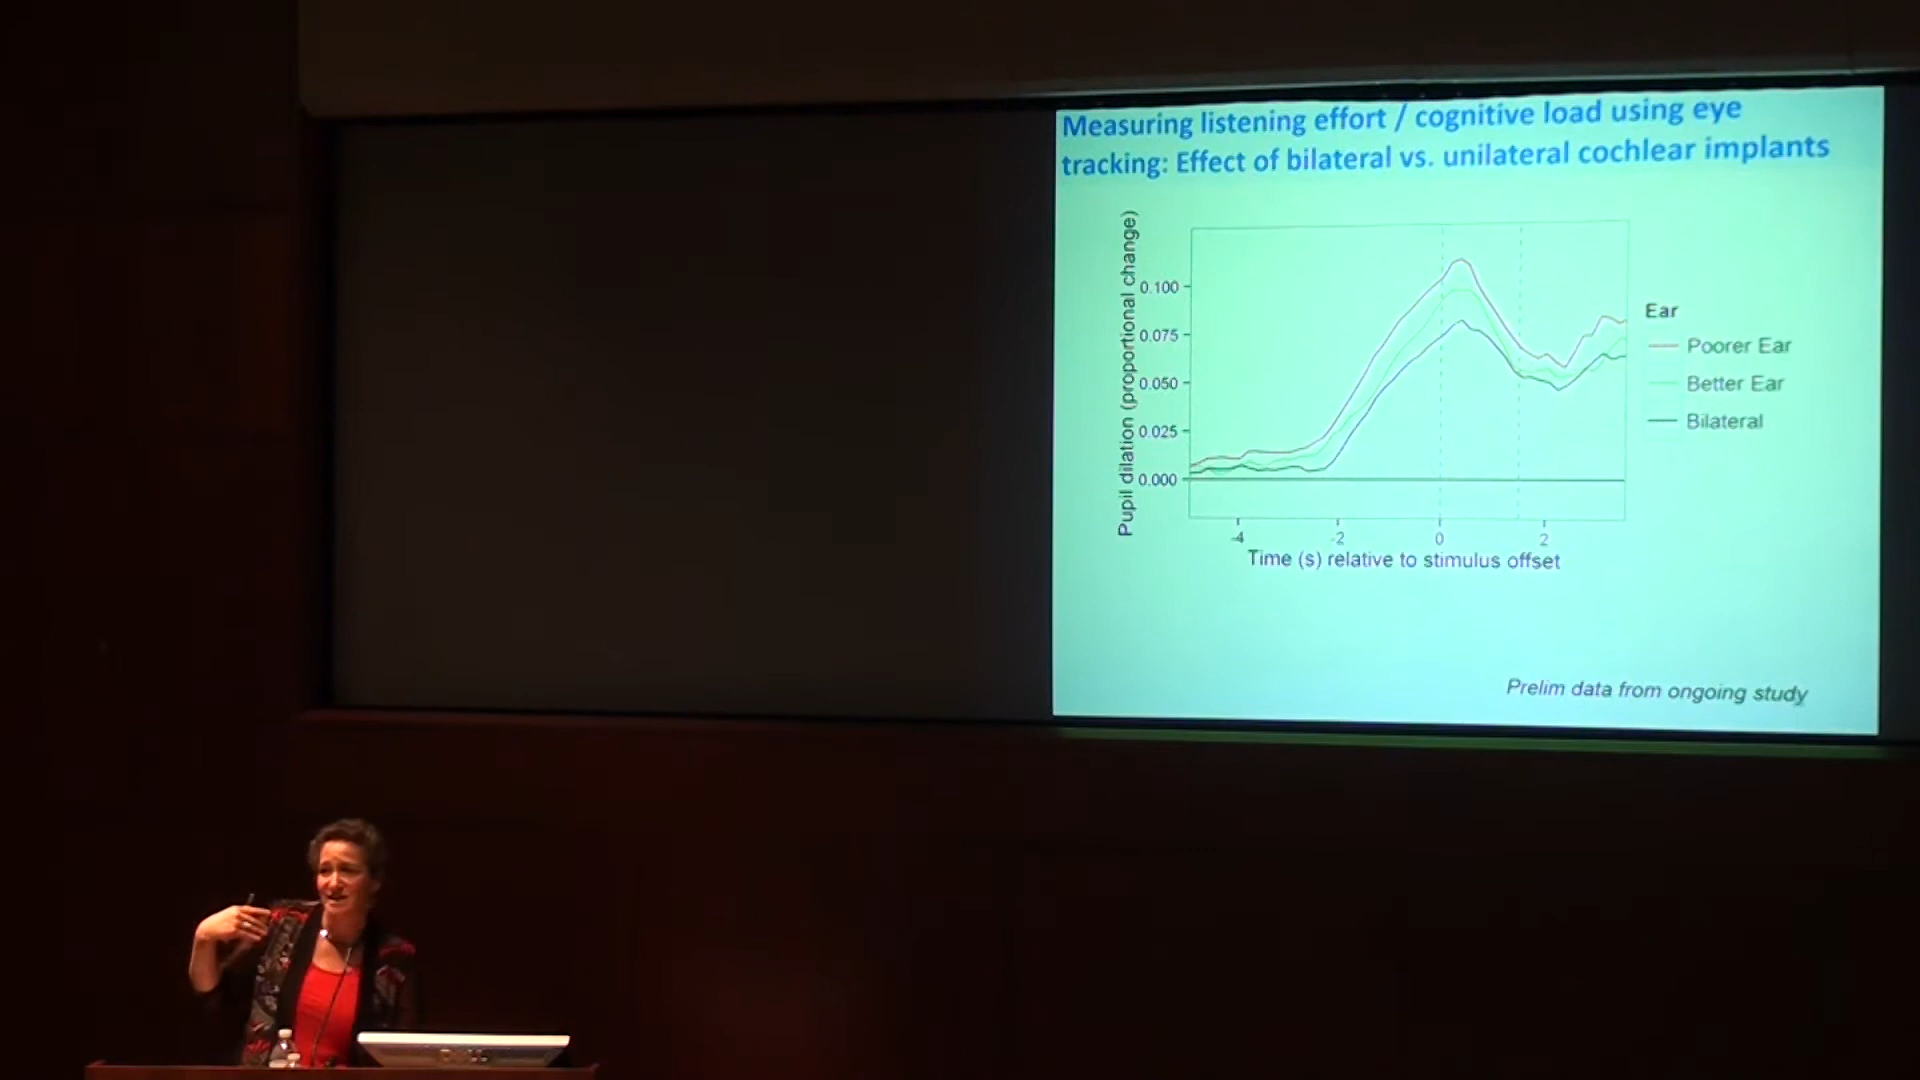 Measuring listening effort / cognitive load using eye
tracking: Effect of bilateral vs. unilateral cochlear implants
Pupil dilation (proportional change)
0.100
0.075
0.050
0.025
0.000
-4
-2
0
2
Time (s) relative to stimulus offset
Ear
Poorer Ear
Better Ear
Bilateral
Prelim data from ongoing study